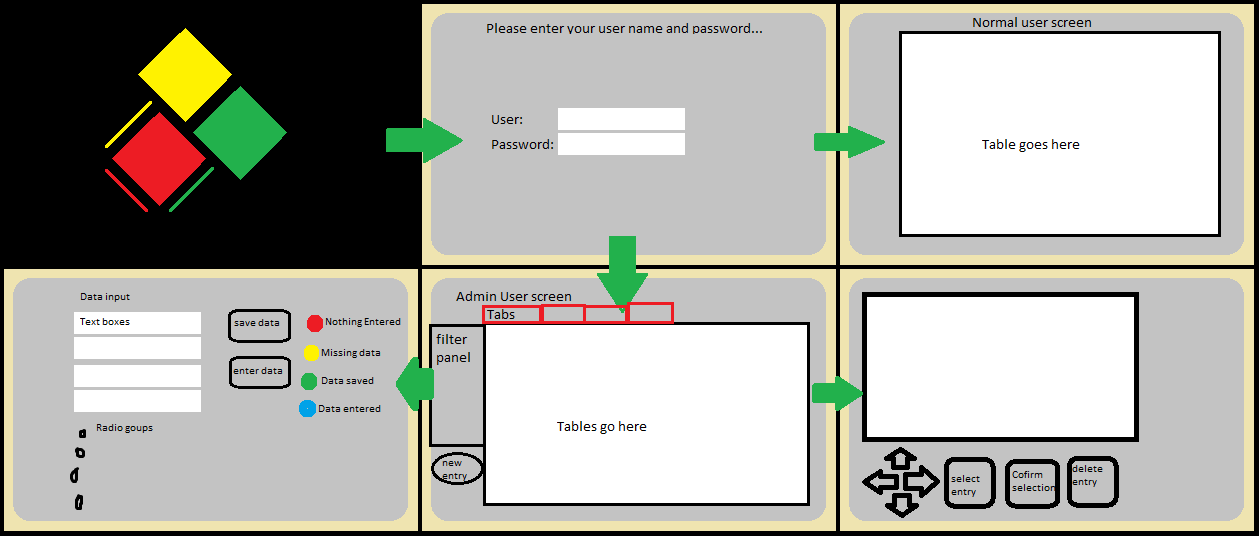 Please enter your user name and password...
User:
Password:
Normal user screen
Table goes here
Data input
Text boxes
save data
enter data
Nothing Entered
Missing data
Data saved
Data entered
Radio goups
Admin User screen
Tabs
filter
panel
Tables go here
new
entry
select
entry
Cofirm
selection
delete
entry